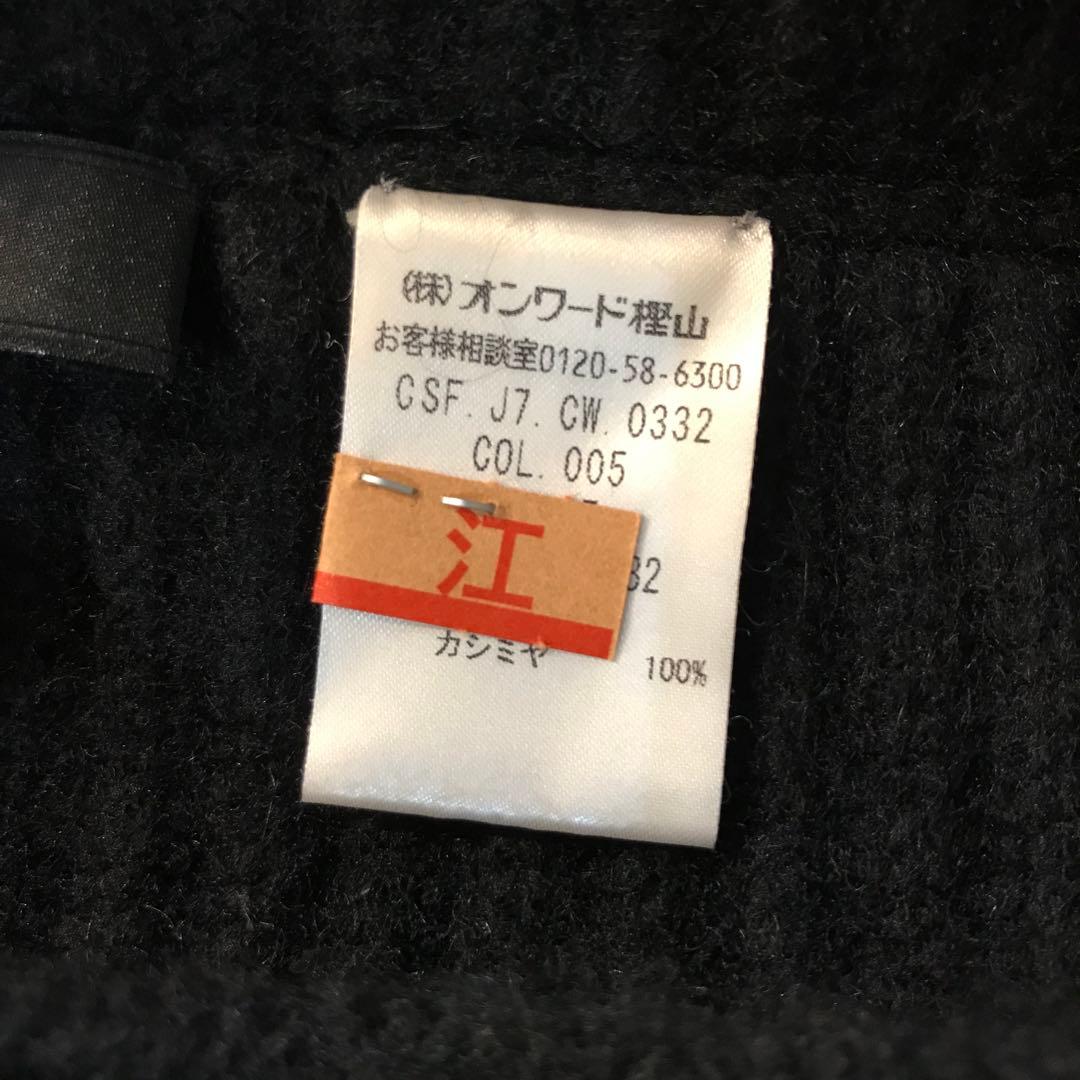 (株)オンワード樫山
お客様相談室0120-58-6300
CSF. J7. CW. 0332
COL. 005
江
32
カシミヤ 100%